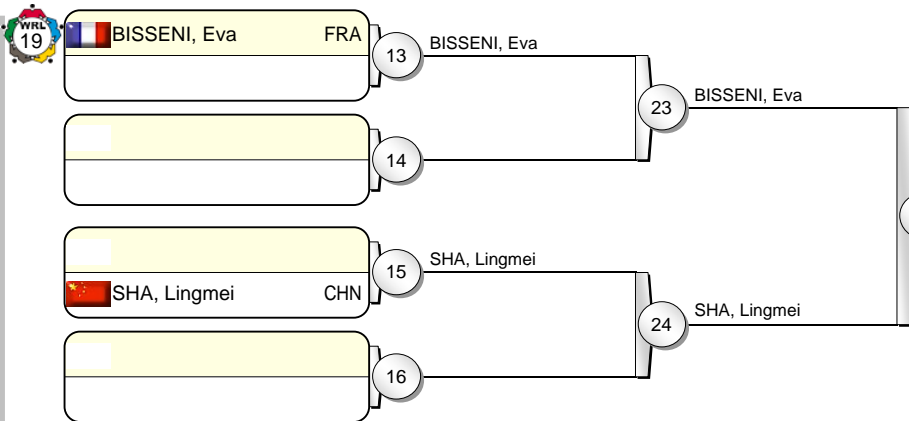 WRL
19
BISSENI, Eva FRA
13
BISSENI, Eva
23
BISSENI, Eva
14
15
SHA, Lingmei
SHA, Lingmei CHN
24
SHA, Lingmei
16